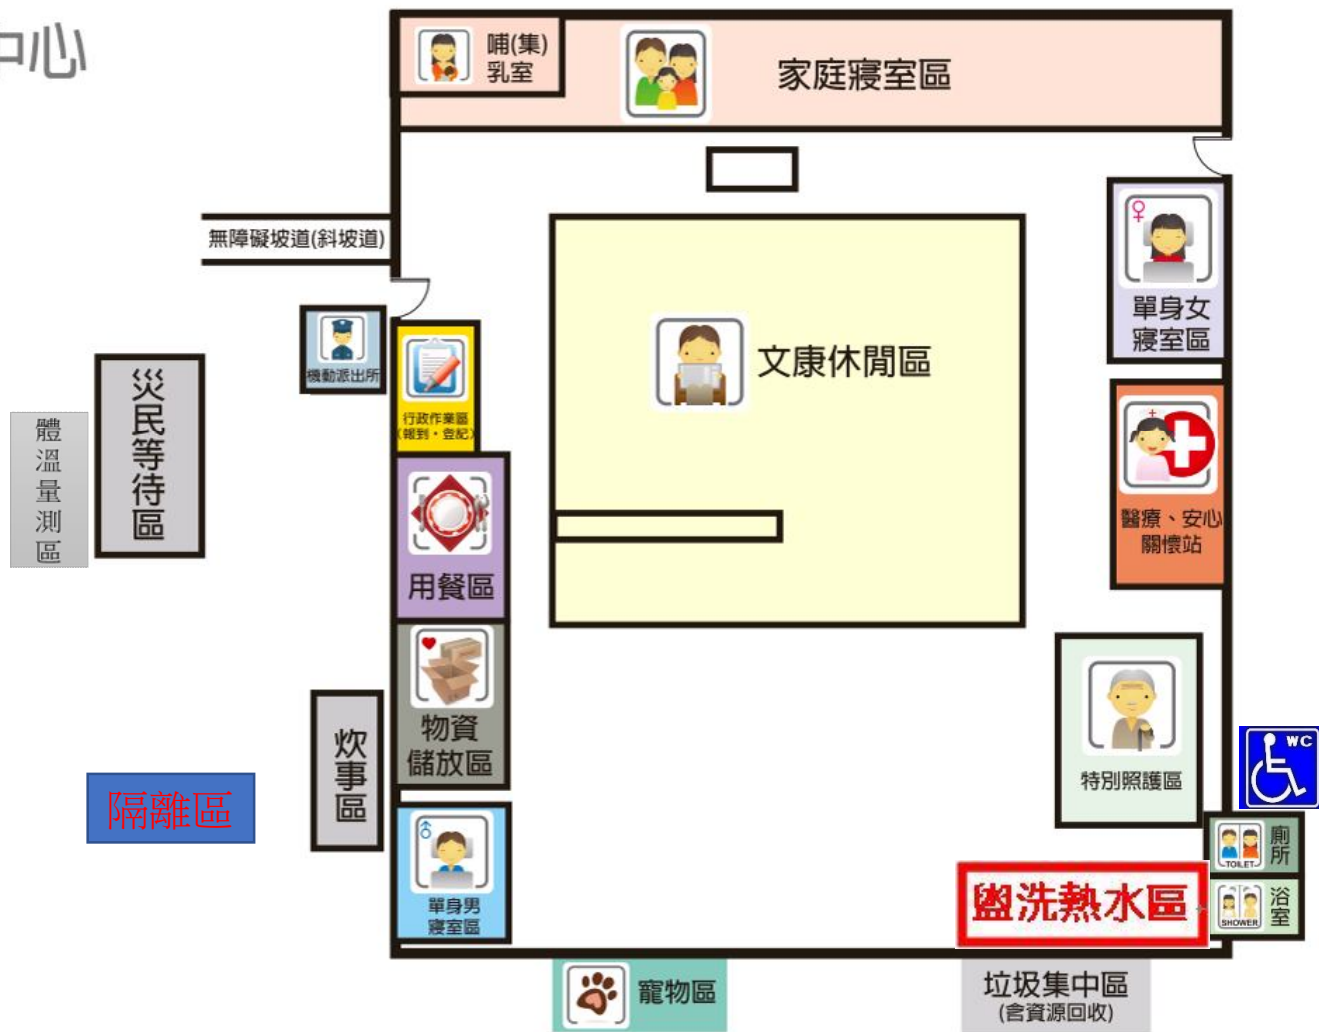 中心
哺(集)
乳室
家庭寢室區
無障礙坡道(斜坡道)
♀
單身女
寢室區
機動派出所
行政作業區
(報到・登記)
文康休閒區
災民等待區
體溫量測區
用餐區
醫療、安心
關懷站
物資
儲放區
炊事區
隔離區
特別照護區
WC
♂
單身男
寢室區
TOILET
廁所
盥洗熱水區
SHOWER
浴室
寵物區
垃圾集中區
(含資源回收)